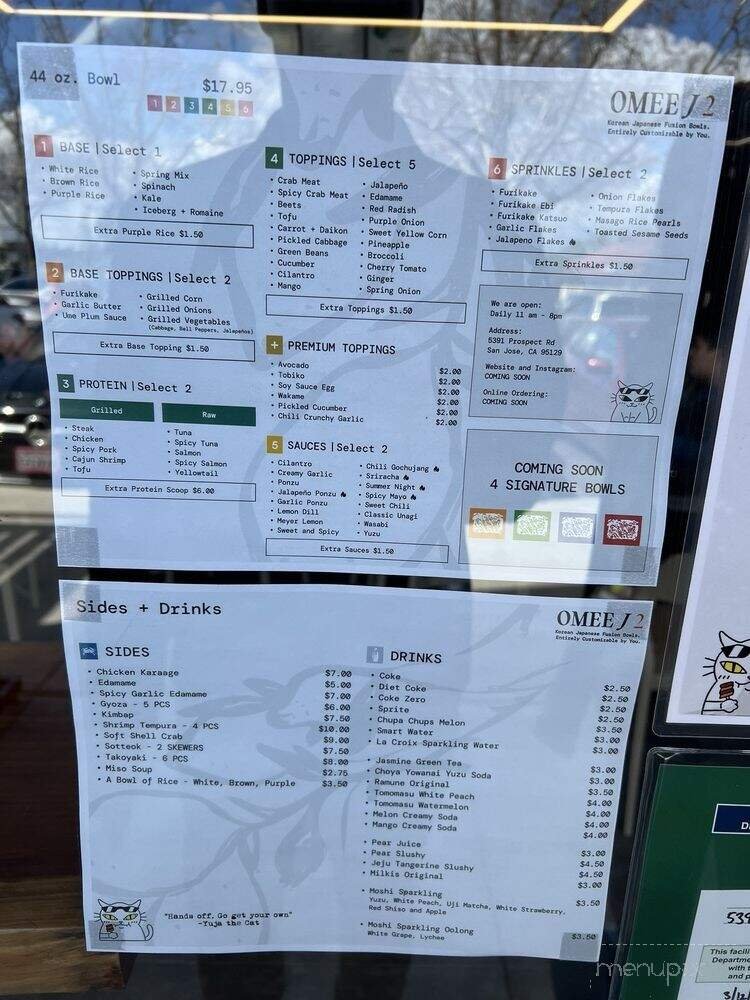 44 oz. Bowl
$17.95
1 2 3 4 5 6
OMEE J 2
Korean Japanese Fusion Bowls.
Entirely Customizable by You.
1 BASE | Select 1
• White Rice
• Brown Rice
• Purple Rice
• Spring Mix
• Spinach
• Kale
• Iceberg + Romaine
Extra Purple Rice $1.50
2 BASE TOPPINGS | Select 2
• Furikake
• Garlic Butter
• Ume Plum Sauce
• Grilled Corn
• Grilled Onions
• Grilled Vegetables
(Cabbage, Bell Peppers, Jalapeños)
Extra Base Topping $1.50
3 PROTEIN | Select 2
Grilled
• Steak
• Chicken
• Spicy Pork
• Cajun Shrimp
• Tofu
Raw
• Tuna
• Spicy Tuna
• Salmon
• Spicy Salmon
• Yellowtail
Extra Protein Scoop $6.00
4 TOPPINGS | Select 5
• Crab Meat
• Spicy Crab Meat
• Beets
• Tofu
• Carrot + Daikon
• Pickled Cabbage
• Green Beans
• Cucumber
• Cilantro
• Mango
• Jalapeño
• Edamame
• Red Radish
• Purple Onion
• Sweet Yellow Corn
• Pineapple
• Broccoli
• Cherry Tomato
• Ginger
• Spring Onion
Extra Toppings $1.50
+ PREMIUM TOPPINGS
• Avocado $2.00
• Tobiko $2.00
• Soy Sauce Egg $2.00
• Wakame $2.00
• Pickled Cucumber $2.00
• Chili Crunchy Garlic $2.00
5 SAUCES | Select 2
• Cilantro
• Creamy Garlic
• Ponzu
• Jalapeño Ponzu 🔥
• Garlic Ponzu
• Lemon Dill
• Meyer Lemon
• Sweet and Spicy
• Chili Gochujang 🔥
• Sriracha 🔥
• Summer Night 🔥
• Spicy Mayo 🔥
• Sweet Chili
• Classic Unagi
• Wasabi
• Yuzu
Extra Sauces $1.50
6 SPRINKLES | Select 2
• Furikake
• Furikake Ebi
• Furikake Katsuo
• Garlic Flakes
• Jalapeno Flakes 🔥
• Onion Flakes
• Tempura Flakes
• Masago Rice Pearls
• Toasted Sesame Seeds
Extra Sprinkles $1.50
We are open:
Daily 11 am - 8pm
Address:
5391 Prospect Rd
San Jose, CA 95129
Website and Instagram:
COMING SOON
Online Ordering:
COMING SOON
COMING SOON
4 SIGNATURE BOWLS
Sides + Drinks
OMEE J 2
Korean Japanese Fusion Bowls.
Entirely Customizable by You.
SIDES
• Chicken Karaage $7.00
• Edamame $5.00
• Spicy Garlic Edamame $7.00
• Gyoza - 5 PCS $6.00
• Kimbap $7.50
• Shrimp Tempura - 4 PCS $10.00
• Soft Shell Crab $9.00
• Sotteok - 2 SKEWERS $7.50
• Takoyaki - 6 PCS $8.00
• Miso Soup $2.75
• A Bowl of Rice - White, Brown, Purple $3.50
DRINKS
• Coke $2.50
• Diet Coke $2.50
• Coke Zero $2.50
• Sprite $2.50
• Chupa Chups Melon $3.50
• Smart Water $3.00
• La Croix Sparkling Water $3.00
• Jasmine Green Tea $3.00
• Choya Yowanai Yuzu Soda $3.00
• Ramune Original $3.50
• Tomomasu White Peach $4.00
• Tomomasu Watermelon $4.00
• Melon Creamy Soda $4.00
• Mango Creamy Soda $4.00
• Pear Juice $3.00
• Pear Slushy $4.50
• Jeju Tangerine Slushy $4.50
• Milkis Original $3.00
• Moshi Sparkling $3.50
Yuzu, White Peach, Uji Matcha, White Strawberry,
Red Shiso and Apple
• Moshi Sparkling Oolong $3.50
White Grape, Lychee
"Hands off. Go get your own"
-Yuja the Cat
D
539
This facili
Departme
with
and p
menupix